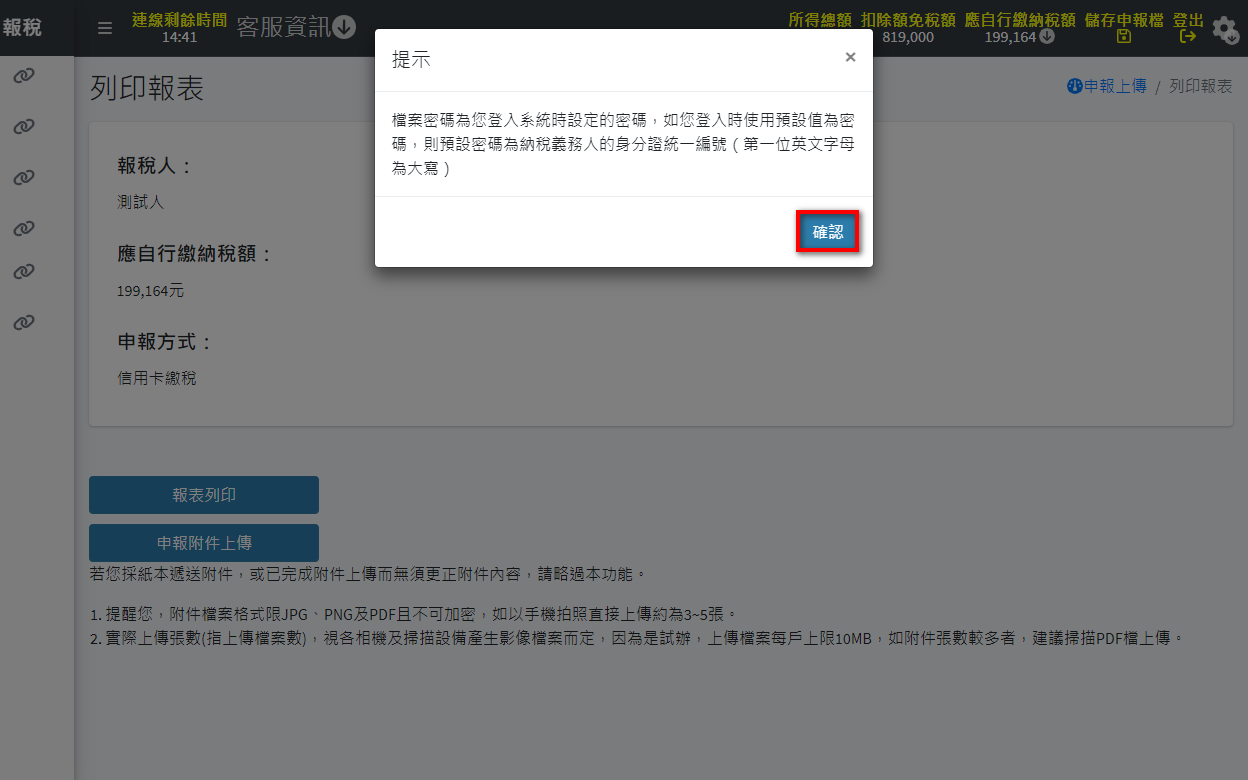 報稅
連線剩餘時間
14:41
客服資訊
所得總額 扣除額免稅額 應自行繳納稅額 儲存申報檔 登出
819,000 199,164
提示
×
檔案密碼為您登入系統時設定的密碼，如您登入時使用預設值為密
碼，則預設密碼為納稅義務人的身分證統一編號（第一位英文字母
為大寫）
確認
列印報表
申報上傳 / 列印報表
報稅人：
測試人
應自行繳納稅額：
199,164元
申報方式：
信用卡繳稅
報表列印
申報附件上傳
若您採紙本遞送附件，或已完成附件上傳而無須更正附件內容，請略過本功能。
1. 提醒您，附件檔案格式限JPG、PNG及PDF且不可加密，如以手機拍照直接上傳約為3~5張。
2. 實際上傳張數(指上傳檔案數)，視各相機及掃描設備產生影像檔案而定，因為是試辦，上傳檔案每戶上限10MB，如附件張數較多者，建議掃描PDF檔上傳。